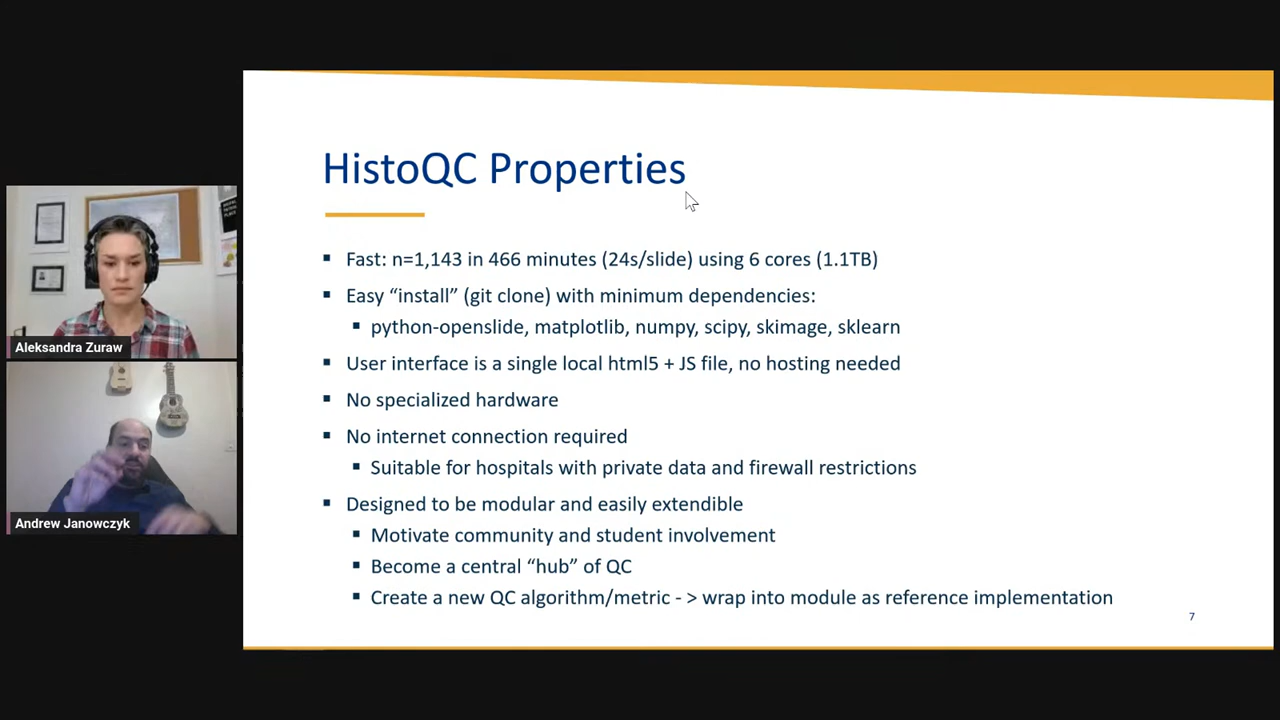 HistoQC Properties
▪ Fast: n=1,143 in 466 minutes (24s/slide) using 6 cores (1.1TB)
▪ Easy “install” (git clone) with minimum dependencies:
▪ python-openslide, matplotlib, numpy, scipy, skimage, sklearn
▪ User interface is a single local html5 + JS file, no hosting needed
▪ No specialized hardware
▪ No internet connection required
▪ Suitable for hospitals with private data and firewall restrictions
▪ Designed to be modular and easily extendible
▪ Motivate community and student involvement
▪ Become a central “hub” of QC
▪ Create a new QC algorithm/metric - > wrap into module as reference implementation
7
Aleksandra Zuraw
Andrew Janowczyk